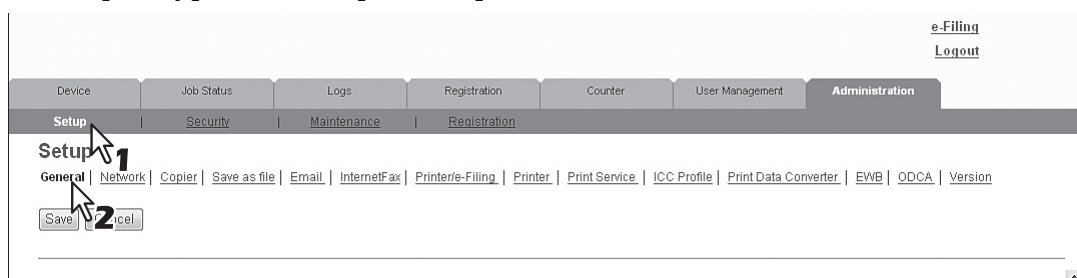 e-Filing
Logout
Device Job Status Logs Registration Counter User Management Administration
Setup | Security | Maintenance | Registration
Setup 1
General | Network | Copier | Save as file | Email | InternetFax | Printer/e-Filing | Printer | Print Service | ICC Profile | Print Data Converter | EWB | ODCA | Version
Save 2